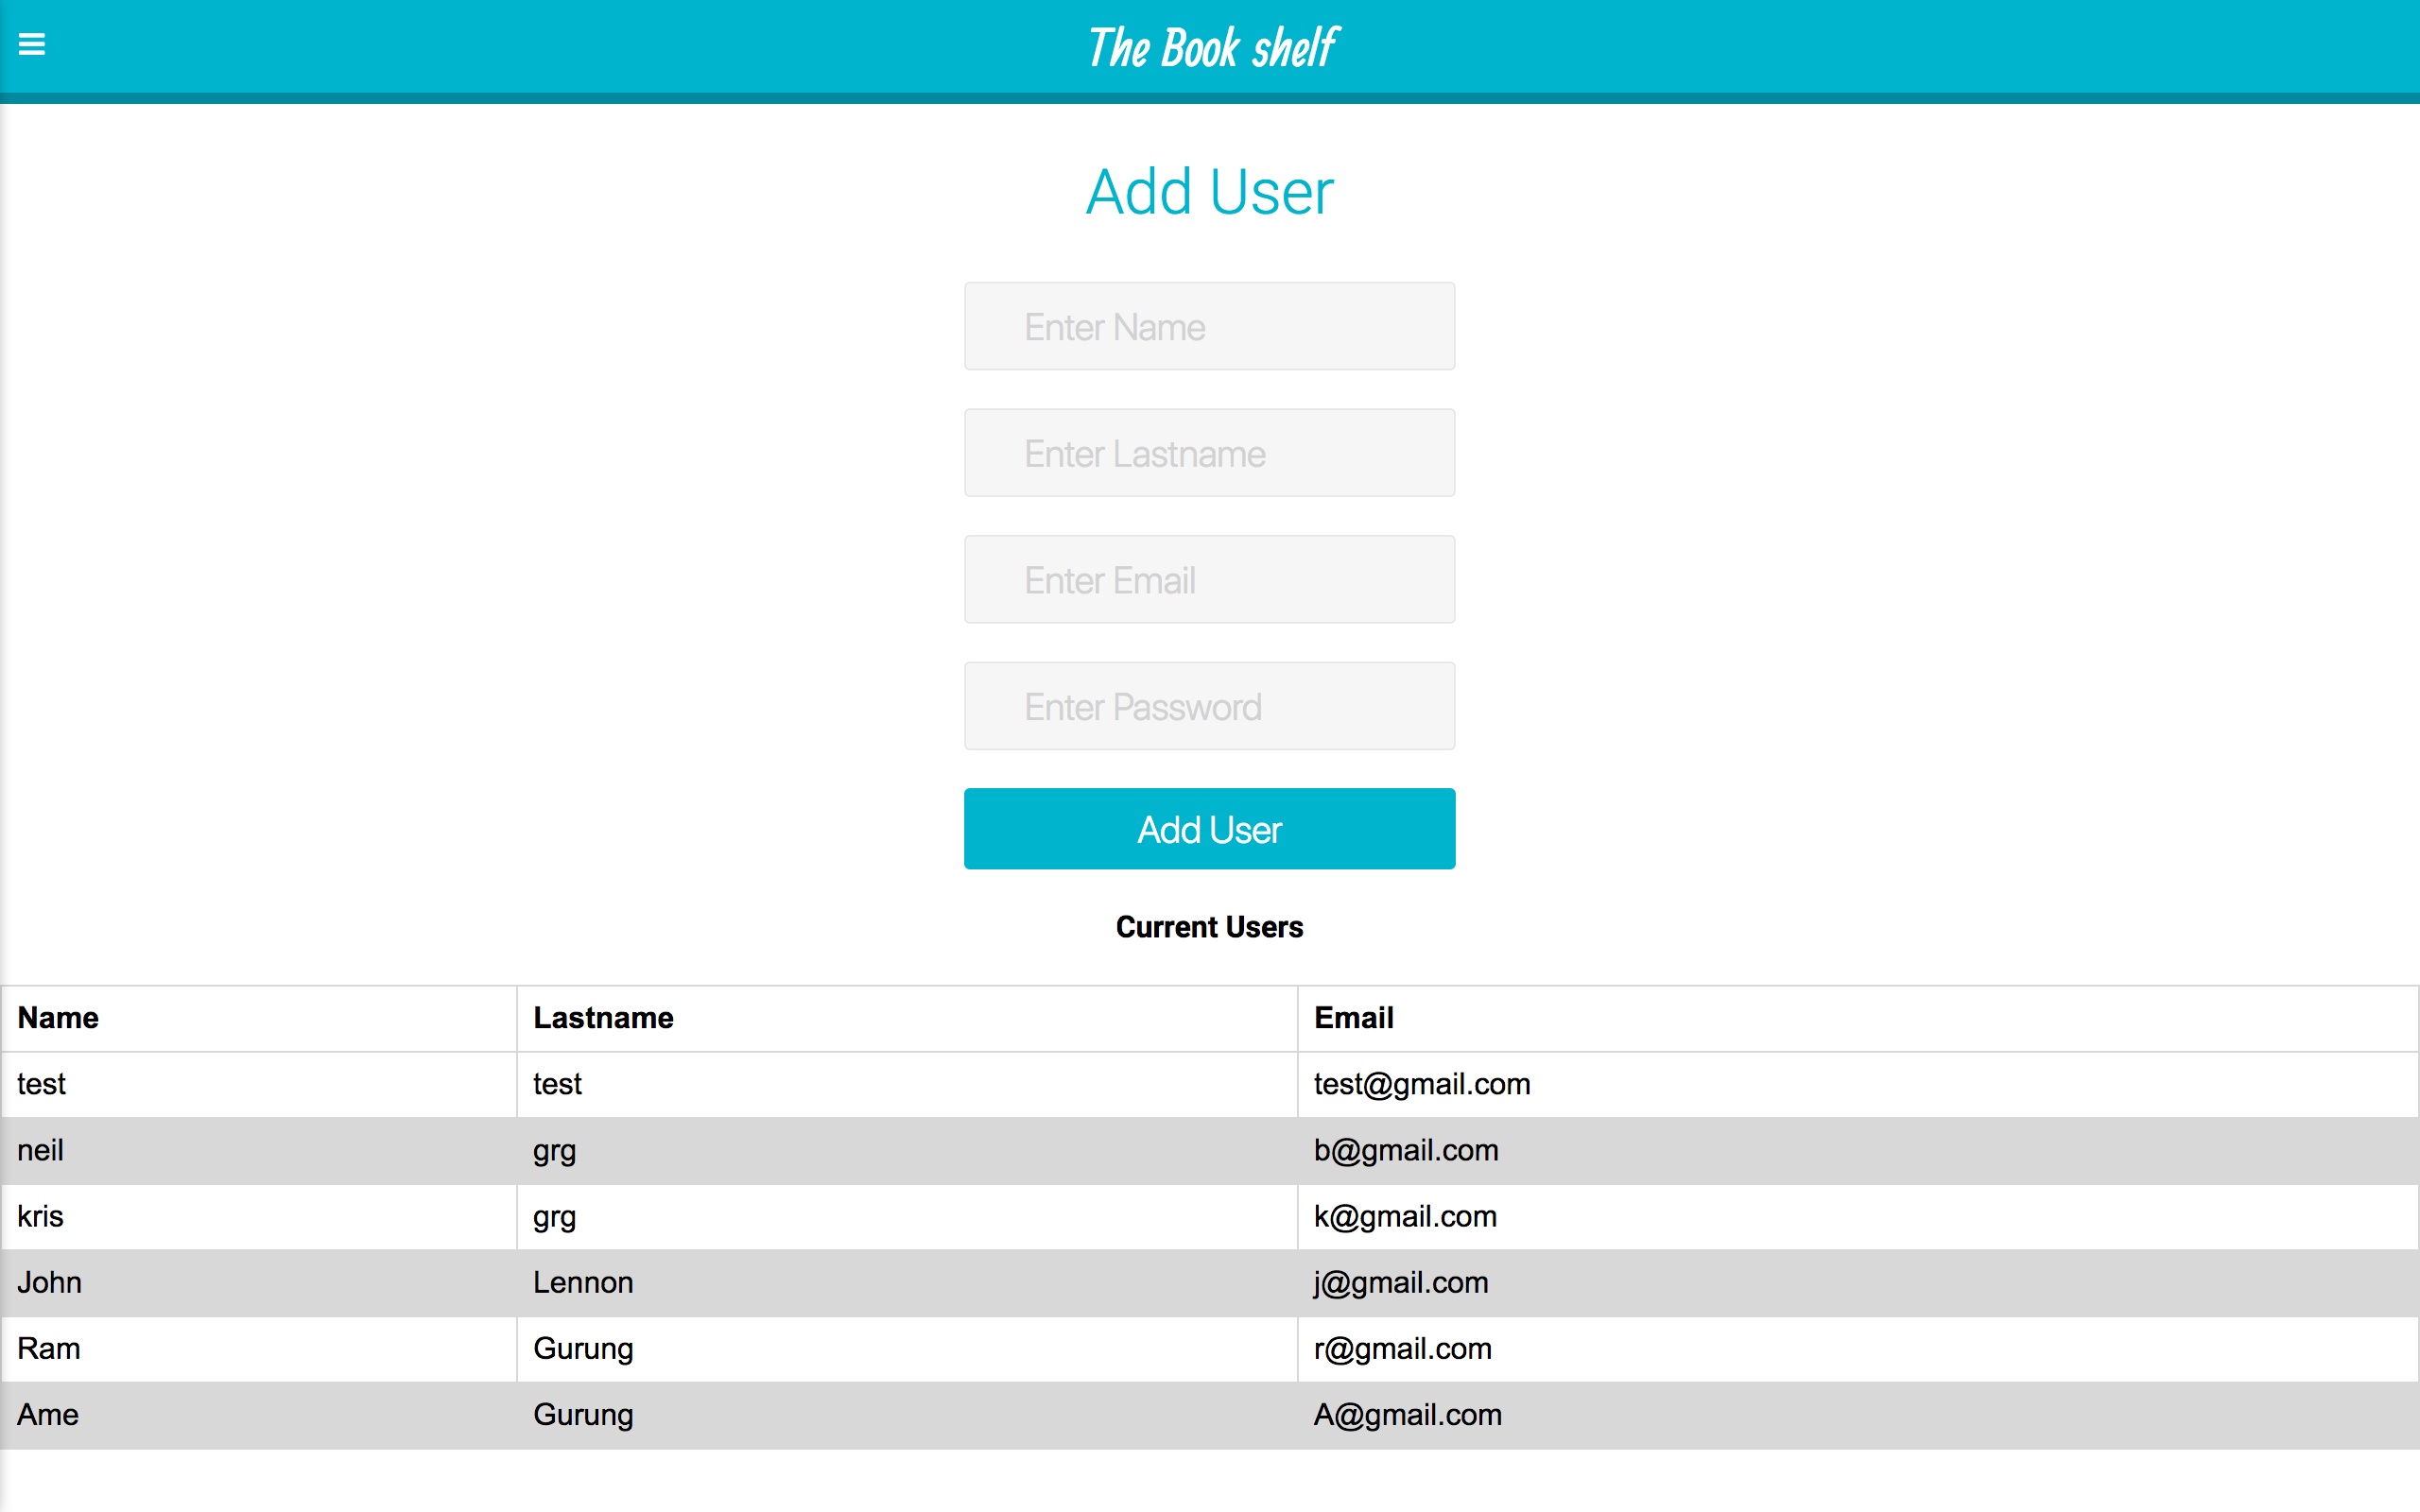 The Book shelf
Add User
Enter Name
Enter Lastname
Enter Email
Enter Password
Add User
Current Users
Name Lastname Email
test test test@gmail.com
neil grg b@gmail.com
kris grg k@gmail.com
John Lennon j@gmail.com
Ram Gurung r@gmail.com
Ame Gurung A@gmail.com